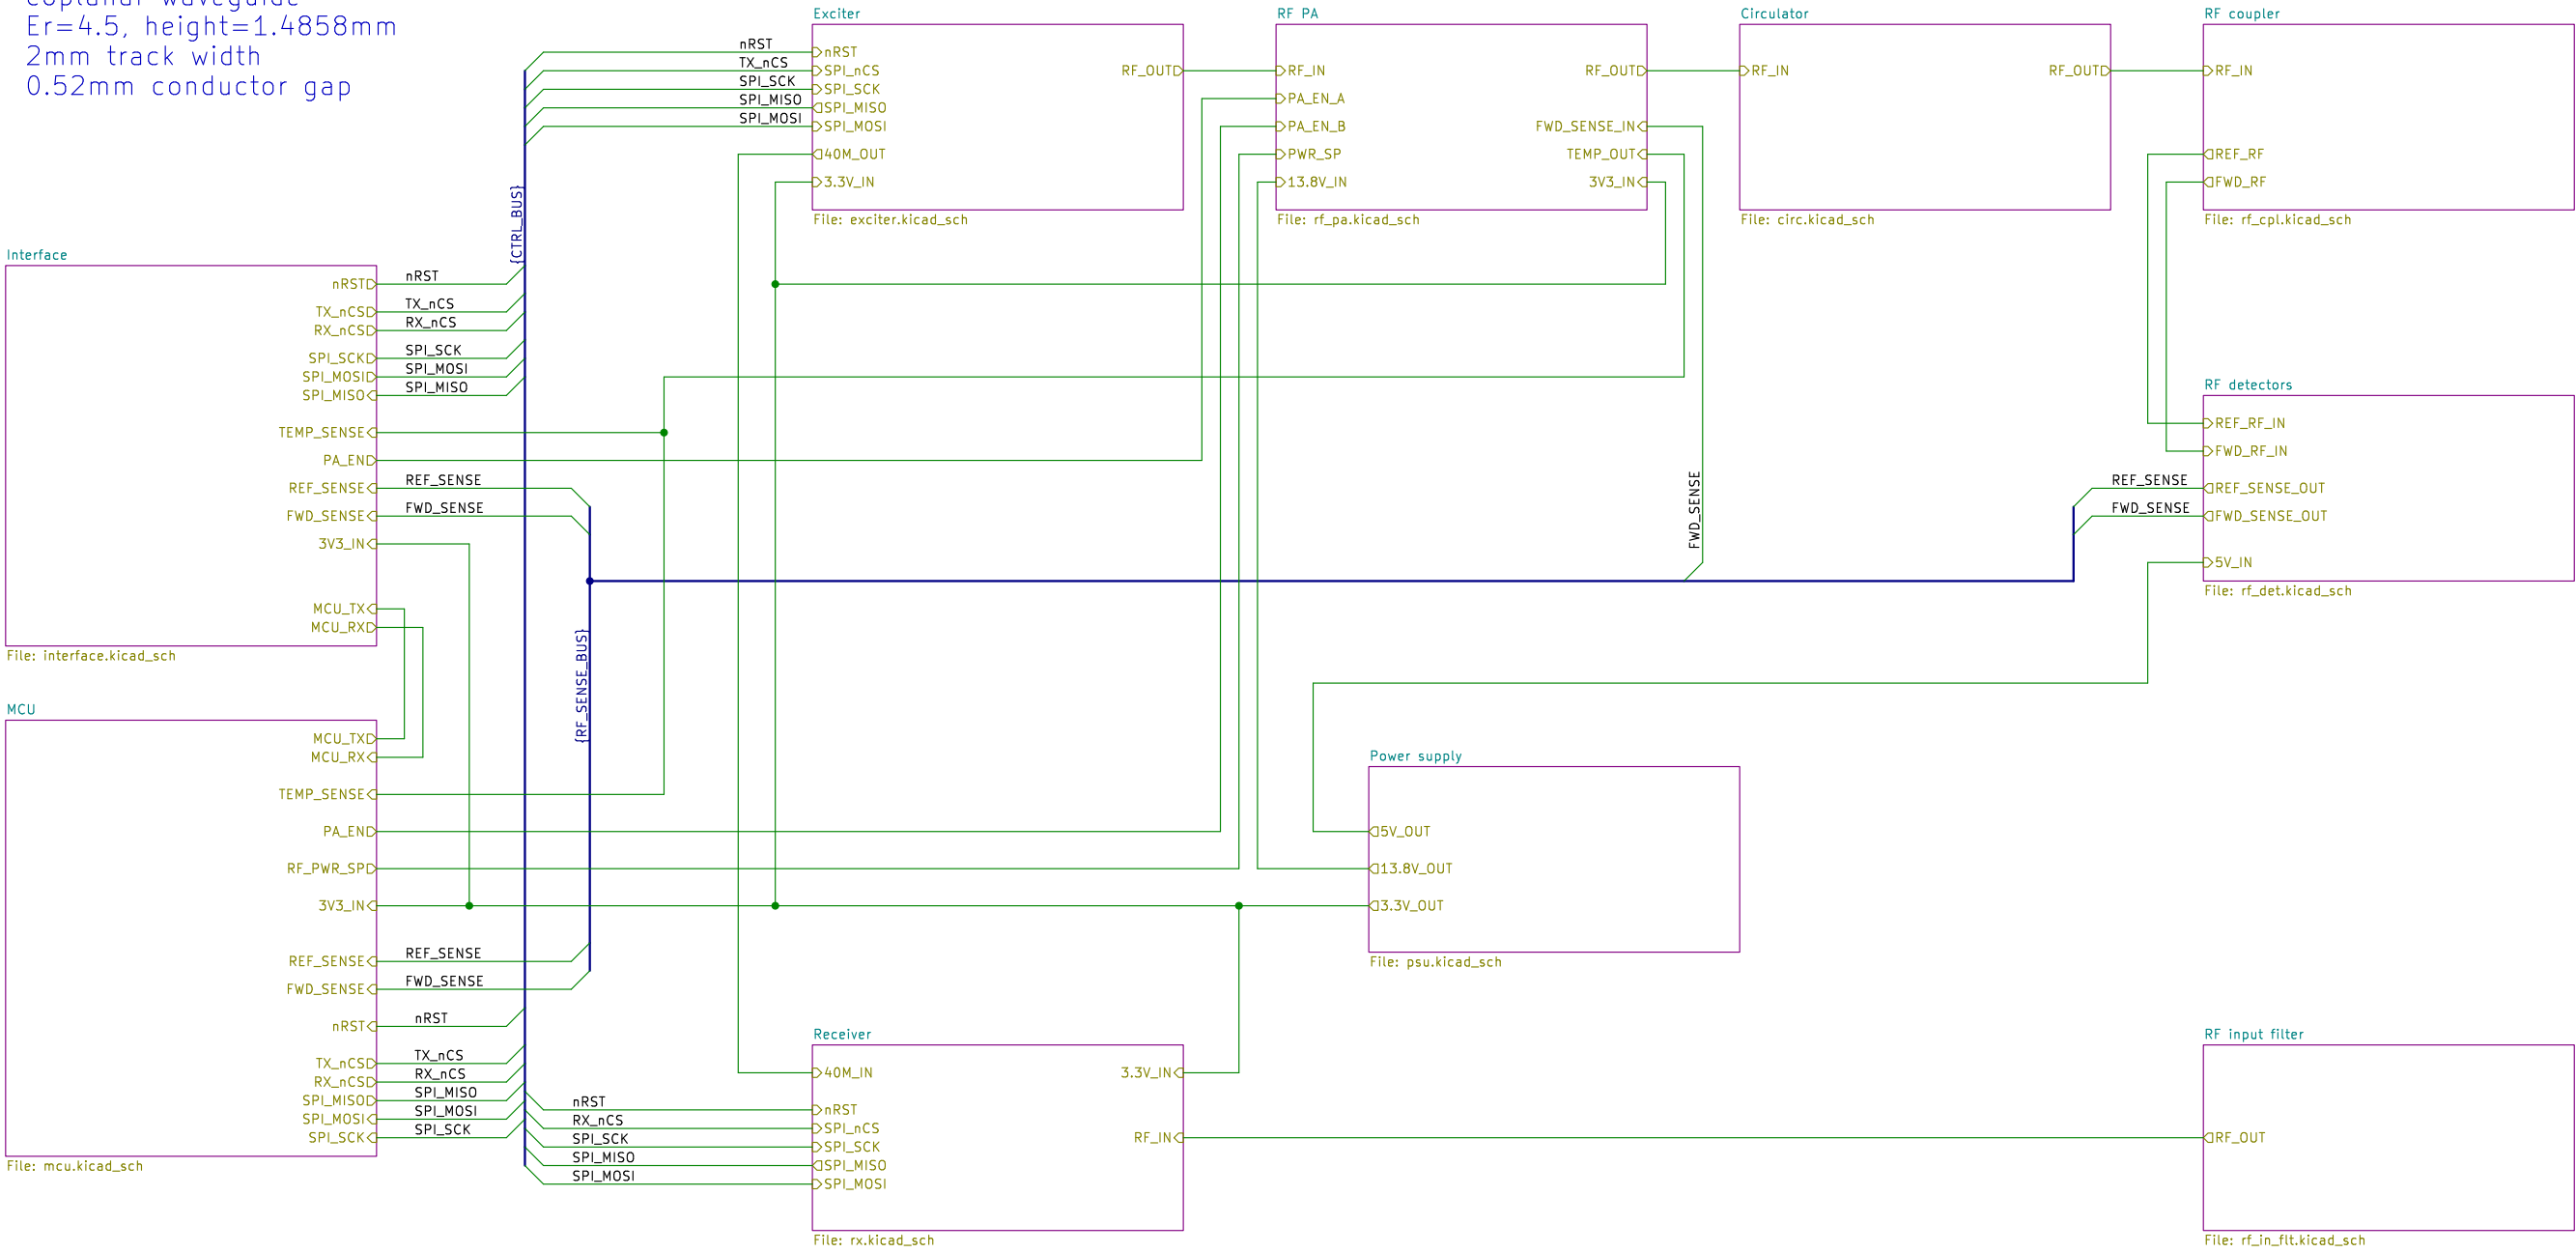 Er=4.5, height=1.4858mm
2mm track width
0.52mm conductor gap
Exciter
nRST
TX_nCS
SPI_SCK
SPI_MISO
SPI_MOSI
nRST
SPI_nCS
SPI_SCK
SPI_MISO
SPI_MOSI
40M_OUT
3.3V_IN
RF_OUT
File: exciter.kicad_sch
RF PA
RF_IN
PA_EN_A
PA_EN_B
PWR_SP
13.8V_IN
RF_OUT
FWD_SENSE_IN
TEMP_OUT
3V3_IN
File: rf_pa.kicad_sch
Circulator
RF_IN
RF_OUT
File: circ.kicad_sch
RF coupler
RF_IN
REF_RF
FWD_RF
File: rf_cpl.kicad_sch
{CTRL_BUS}
Interface
nRST
TX_nCS
RX_nCS
SPI_SCK
SPI_MOSI
SPI_MISO
TEMP_SENSE
PA_EN
REF_SENSE
FWD_SENSE
3V3_IN
MCU_TX
MCU_RX
nRST
TX_nCS
RX_nCS
SPI_SCK
SPI_MOSI
SPI_MISO
REF_SENSE
FWD_SENSE
File: interface.kicad_sch
FWD_SENSE
RF detectors
REF_RF_IN
FWD_RF_IN
REF_SENSE_OUT
FWD_SENSE_OUT
5V_IN
REF_SENSE
FWD_SENSE
File: rf_det.kicad_sch
{RF_SENSE_BUS}
MCU
MCU_TX
MCU_RX
TEMP_SENSE
PA_EN
RF_PWR_SP
3V3_IN
REF_SENSE
FWD_SENSE
nRST
TX_nCS
RX_nCS
SPI_MISO
SPI_MOSI
SPI_SCK
REF_SENSE
FWD_SENSE
nRST
TX_nCS
RX_nCS
SPI_MISO
SPI_MOSI
SPI_SCK
File: mcu.kicad_sch
Power supply
5V_OUT
13.8V_OUT
3.3V_OUT
File: psu.kicad_sch
Receiver
nRST
RX_nCS
SPI_SCK
SPI_MISO
SPI_MOSI
40M_IN
nRST
SPI_nCS
SPI_SCK
SPI_MISO
SPI_MOSI
3.3V_IN
RF_IN
File: rx.kicad_sch
RF input filter
RF_OUT
File: rf_in_flt.kicad_sch